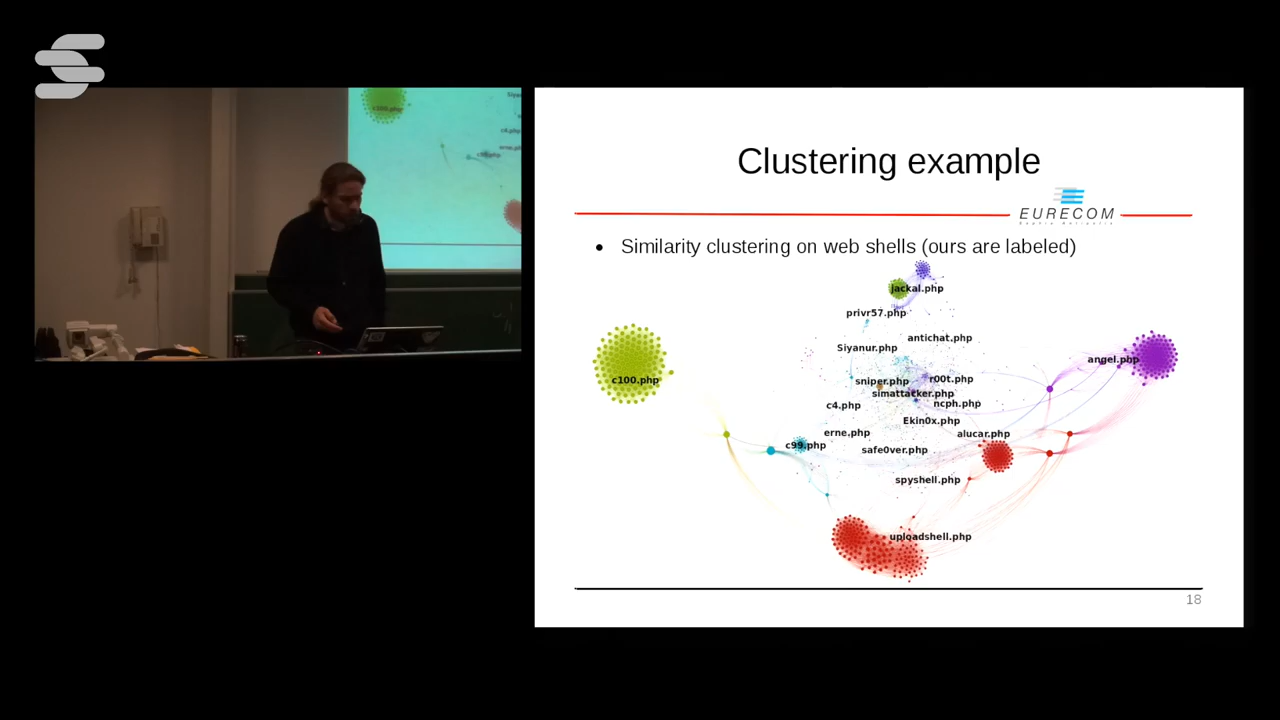 Clustering example
EURECOM
• Similarity clustering on web shells (ours are labeled)
jackal.php
privr57.php
antichat.php
Siyanur.php
angel.php
c100.php
sniper.php
r00t.php
simattacker.php
c4.php
ncph.php
Ekin0x.php
erne.php
alucar.php
c99.php
safe0ver.php
spyshell.php
uploadshell.php
18